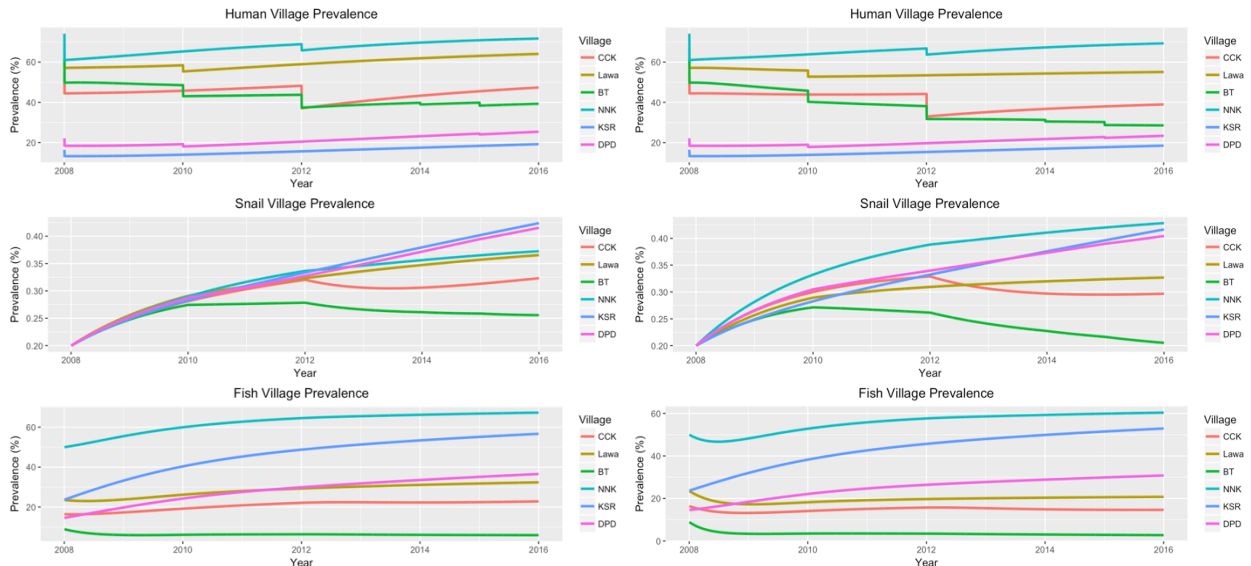 Human Village Prevalence
Prevalence (%)
60
40
20
2008
2010
2012
2014
2016
Year
Village
CCK
Lawa
BT
NNK
KSR
DPD
Human Village Prevalence
Prevalence (%)
60
40
20
2008
2010
2012
2014
2016
Year
Village
CCK
Lawa
BT
NNK
KSR
DPD
Snail Village Prevalence
Prevalence (%)
0.40
0.35
0.30
0.25
0.20
2008
2010
2012
2014
2016
Year
Village
CCK
Lawa
BT
NNK
KSR
DPD
Snail Village Prevalence
Prevalence (%)
0.40
0.35
0.30
0.25
0.20
2008
2010
2012
2014
2016
Year
Village
CCK
Lawa
BT
NNK
KSR
DPD
Fish Village Prevalence
Prevalence (%)
60
40
20
2008
2010
2012
2014
2016
Year
Village
CCK
Lawa
BT
NNK
KSR
DPD
Fish Village Prevalence
Prevalence (%)
60
40
20
0
2008
2010
2012
2014
2016
Year
Village
CCK
Lawa
BT
NNK
KSR
DPD